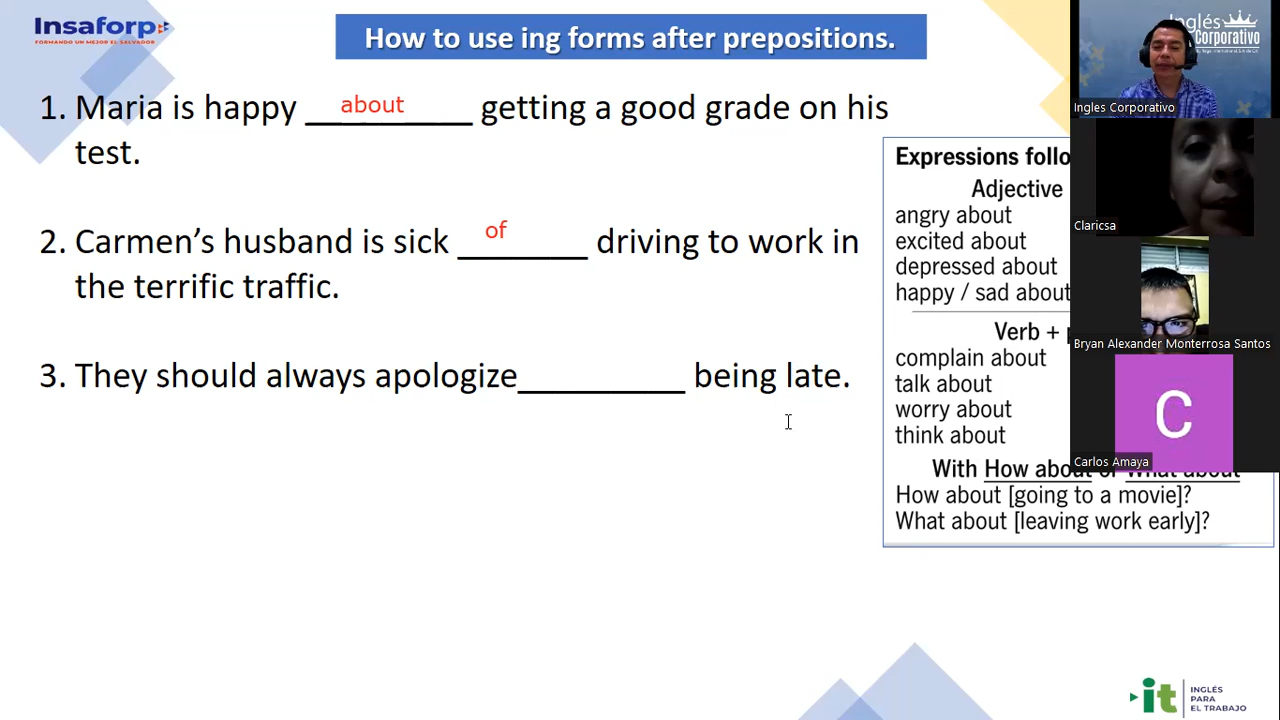 Insaforp
FORMANDO UN MEJOR EL SALVADOR
How to use ing forms after prepositions.
Inglés
Corporativo
Ingles Corporativo
1. Maria is happy about getting a good grade on his
test.
2. Carmen's husband is sick of driving to work in
the terrific traffic.
3. They should always apologize__________ being late.
Expressions follo
Adjective
angry about
excited about
depressed about
happy / sad about
Verb +
complain about
talk about
worry about
think about
With How about or What about
How about [going to a movie]?
What about [leaving work early]?
Claricsa
Bryan Alexander Monterrosa Santos
C
Carlos Amaya
it
INGLÉS
PARA
EL TRABAJO